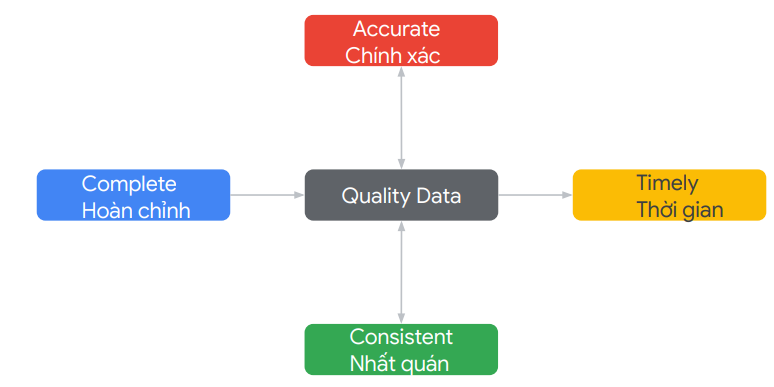 Accurate
Chính xác
Complete
Hoàn chỉnh
Quality Data
Timely
Thời gian
Consistent
Nhất quán